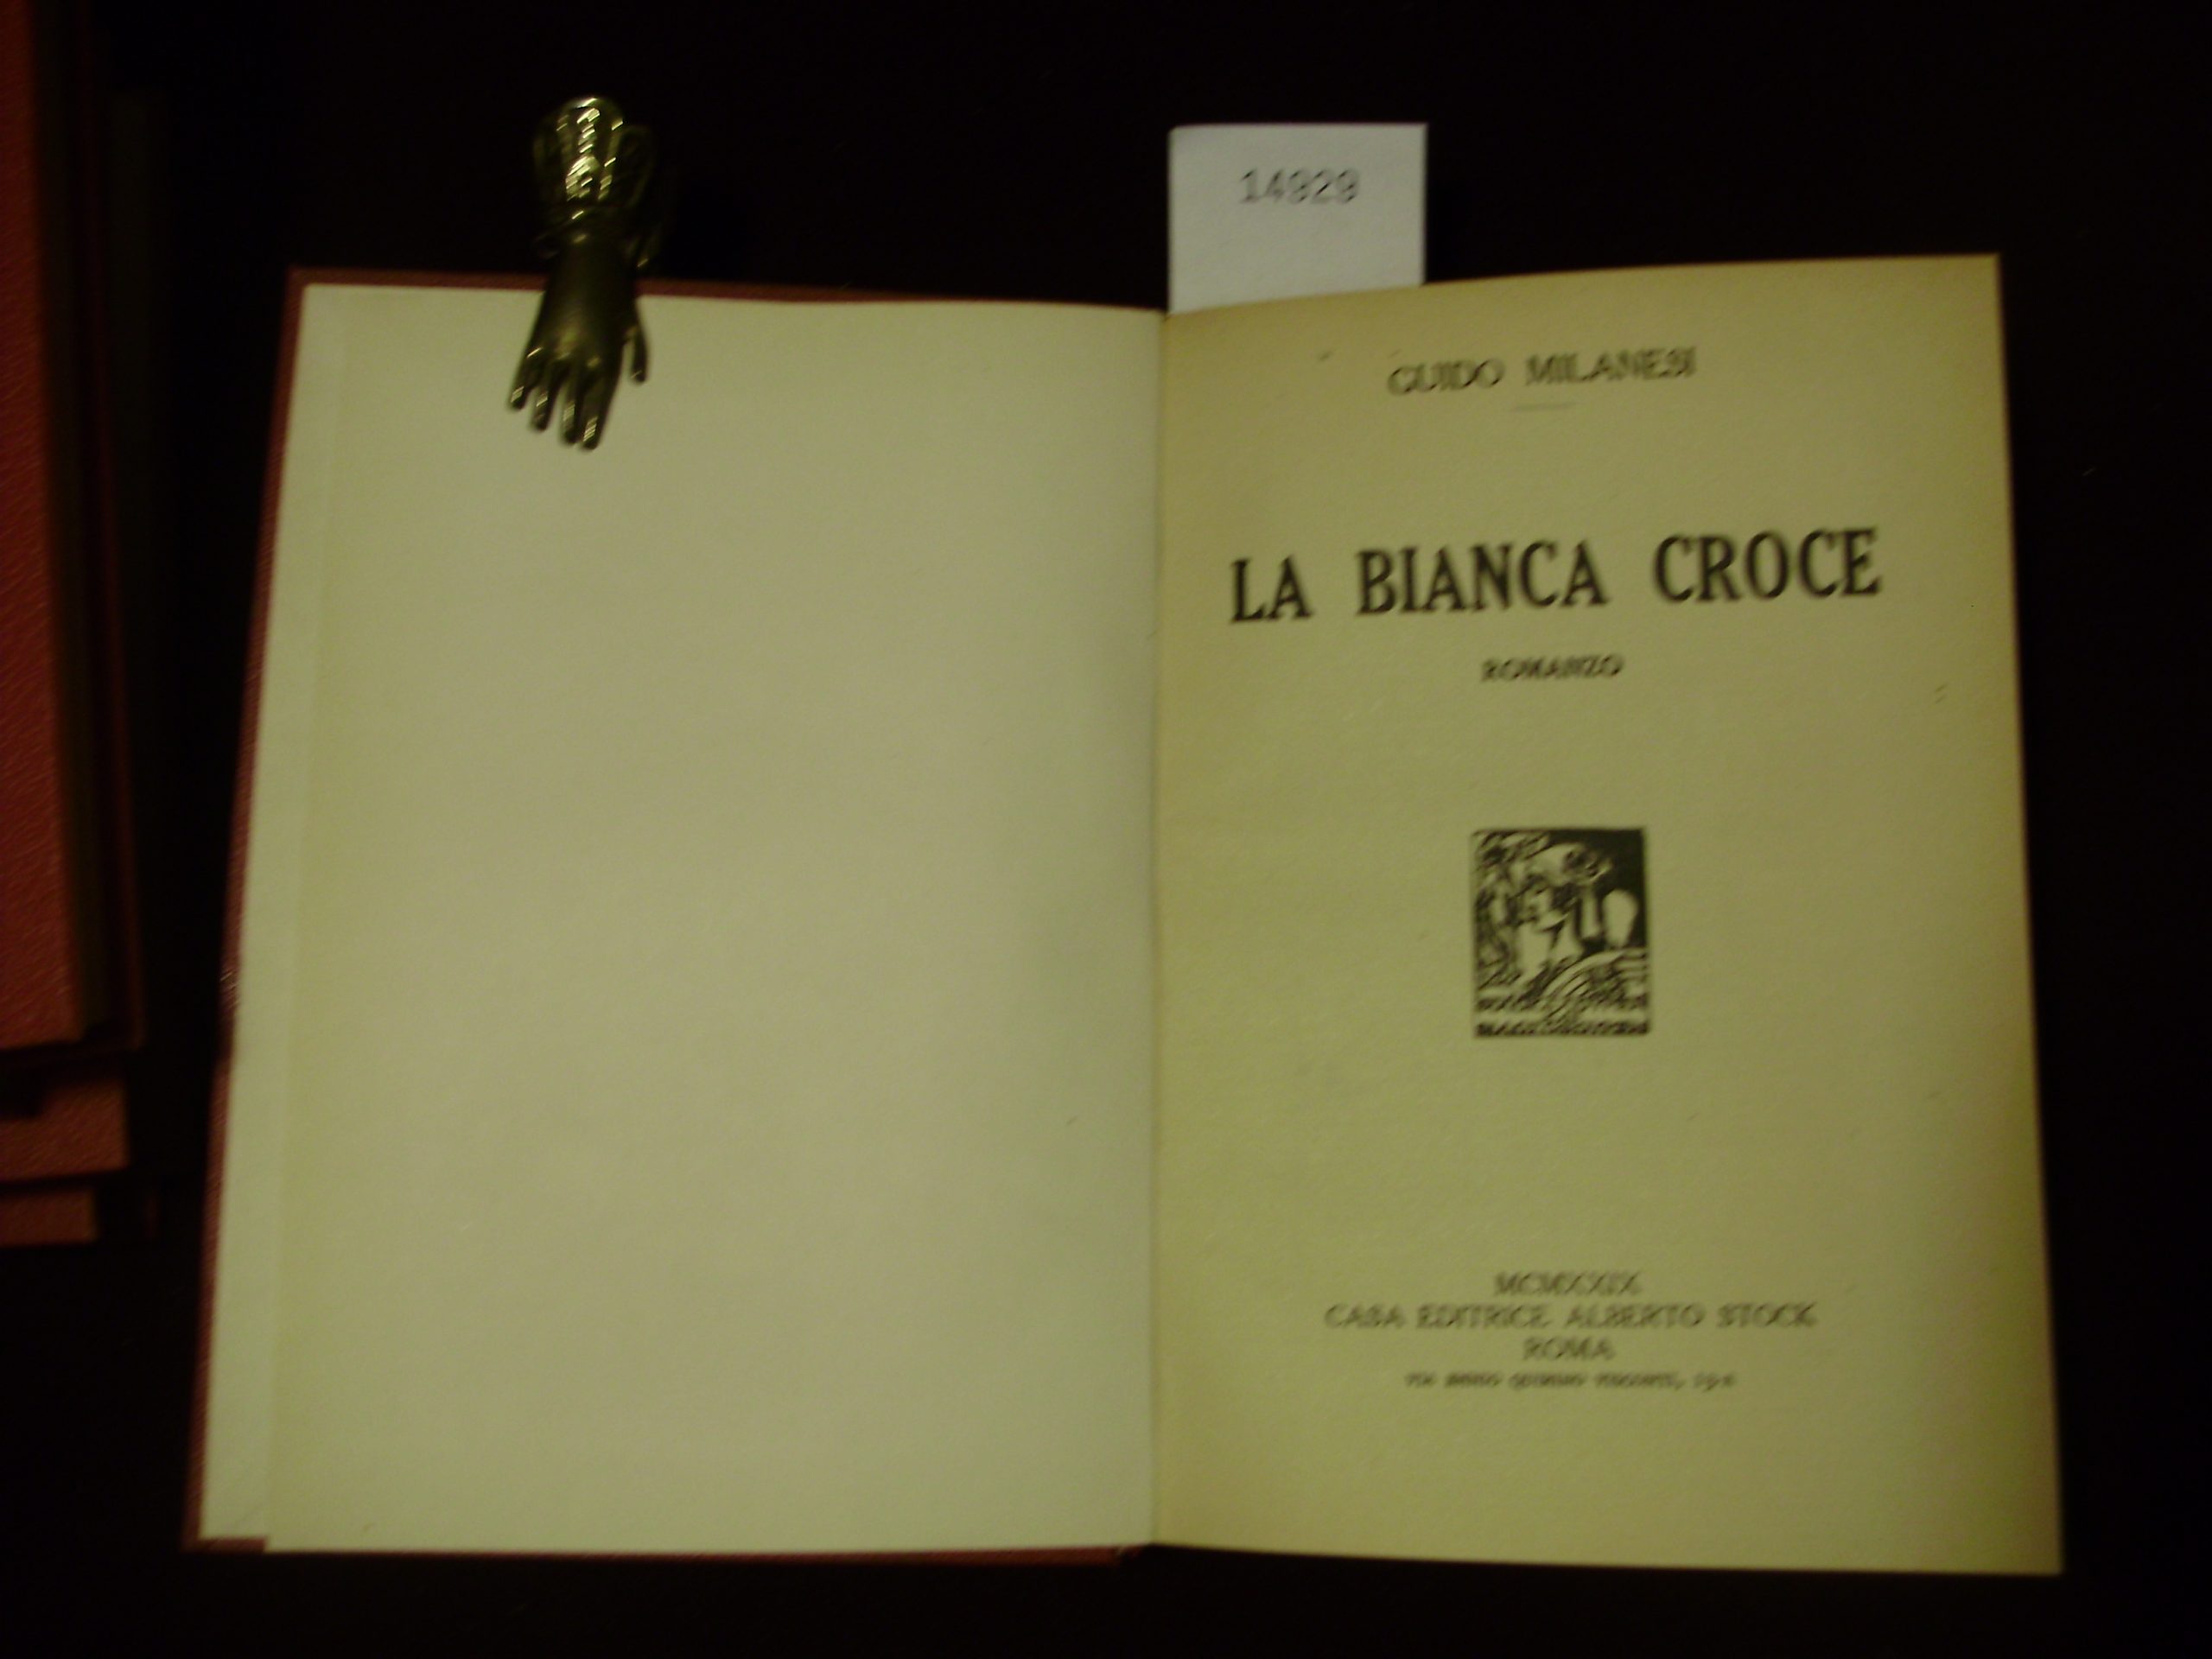 14929
GUIDO MILANESI
LA BIANCA CROCE
ROMANZO
MCMXXIX
CASA EDITRICE ALBERTO STOCK
ROMA